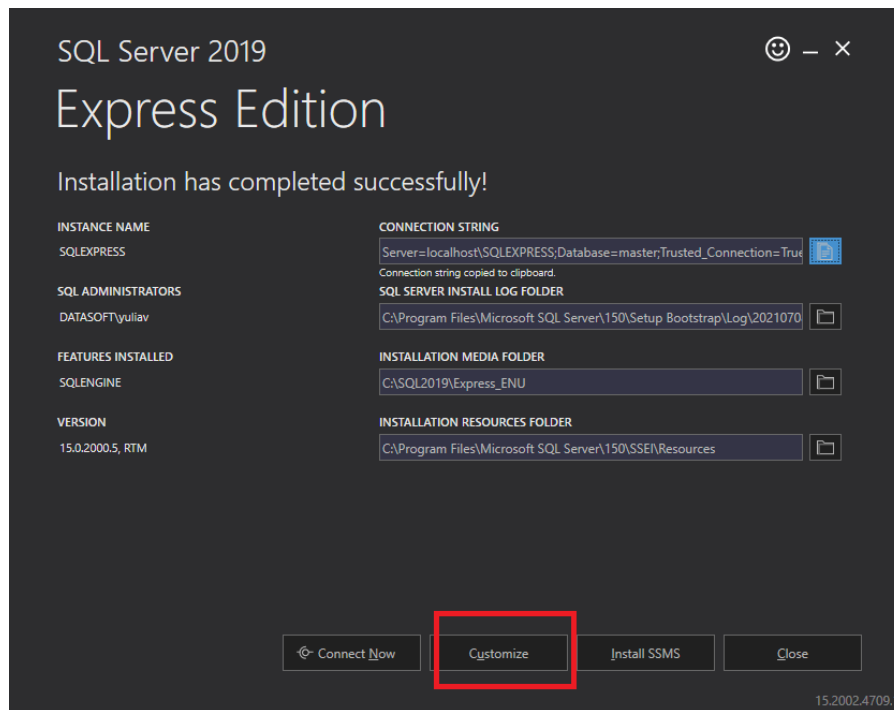 SQL Server 2019
Express Edition
Installation has completed successfully!
INSTANCE NAME
SQLEXPRESS
CONNECTION STRING
Server=localhost\SQLEXPRESS;Database=master;Trusted_Connection=True
Connection string copied to clipboard.
SQL ADMINISTRATORS
DATASOFT\yuliav
SQL SERVER INSTALL LOG FOLDER
C:\Program Files\Microsoft SQL Server\150\Setup Bootstrap\Log\2021070
FEATURES INSTALLED
SQLENGINE
INSTALLATION MEDIA FOLDER
C:\SQL2019\Express_ENU
VERSION
15.0.2000.5, RTM
INSTALLATION RESOURCES FOLDER
C:\Program Files\Microsoft SQL Server\150\SSEI\Resources
Connect Now
Customize
Install SSMS
Close
15.2002.4709.